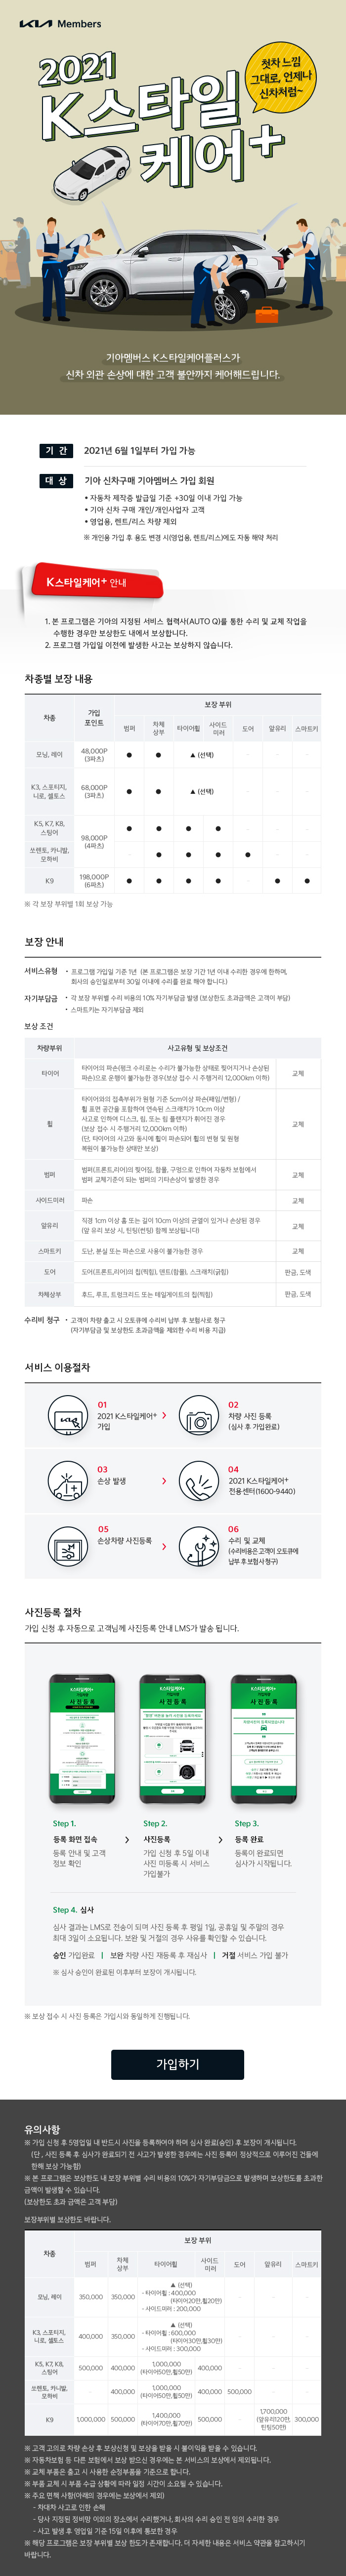 KIA Members
첫차 느낌
그대로, 언제나
신차처럼~
2021
K스타일
케어+
기아멤버스 K스타일케어플러스가
신차 외관 손상에 대한 고객 불안까지 케어해드립니다.
기 간 2021년 6월 1일부터 가입 가능
대 상 기아 신차구매 기아멤버스 가입 회원
• 자동차 제작증 발급일 기준 +30일 이내 가입 가능
• 기아 신차 구매 개인/개인사업자 고객
• 영업용, 렌트/리스 차량 제외
※ 개인용 가입 후 용도 변경 시(영업용, 렌트/리스)에도 자동 해약 처리
K스타일케어+ 안내
1. 본 프로그램은 기아의 지정된 서비스 협력사(AUTO Q)를 통한 수리 및 교체 작업을
수행한 경우만 보상한도 내에서 보상합니다.
2. 프로그램 가입일 이전에 발생한 사고는 보상하지 않습니다.
차종별 보장 내용
차종 가입 포인트 보장 부위
범퍼 차체 상부 타이어휠 사이드 미러 도어 앞유리 스마트키
모닝, 레이 48,000P (3파츠) ● ● ▲ (선택) - - -
K3, 스포티지, 니로, 셀토스 68,000P (3파츠) ● ● ▲ (선택) - - -
K5, K7, K8, 스팅어 98,000P (4파츠) ● ● ● ● - - -
쏘렌토, 카니발, 모하비 - ● ● ● ● - -
K9 198,000P (6파츠) ● ● ● ● - ● ●
※ 각 보장 부위별 1회 보상 가능
보장 안내
서비스유형 • 프로그램 가입일 기준 1년 (본 프로그램은 보장 기간 1년 이내 수리한 경우에 한하며,
회사의 승인일로부터 30일 이내에 수리를 완료 해야 합니다.)
자기부담금 • 각 보장 부위별 수리 비용의 10% 자기부담금 발생 (보상한도 초과금액은 고객이 부담)
• 스마트키는 자기부담금 제외
보상 조건
차량부위 사고유형 및 보상조건
타이어 타이어의 파손(펑크 수리로는 수리가 불가능한 상태로 찢어지거나 손상된
파손)으로 운행이 불가능한 경우(보상 접수 시 주행거리 12,000km 이하) 교체
휠 타이어와의 접촉부위가 원형 기준 5cm이상 파손(패임/변형) /
휠 표면 공간을 포함하여 연속된 스크래치가 10cm 이상
사고로 인하여 디스크, 림, 또는 림 플랜지가 휘어진 경우
(보상 접수 시 주행거리 12,000km 이하)
(단, 타이어의 사고와 동시에 휠이 파손되어 휠의 변형 및 원형
복원이 불가능한 상태만 보상) 교체
범퍼 범퍼(프론트,리어)의 찢어짐, 함몰, 구멍으로 인하여 자동차 보험에서
범퍼 교체기준이 되는 범퍼의 기타손상이 발생한 경우 교체
사이드미러 파손 교체
앞유리 직경 1cm 이상 홀 또는 길이 10cm 이상의 균열이 있거나 손상된 경우
(앞 유리 보상 시, 틴팅(썬팅) 함께 보상됩니다) 교체
스마트키 도난, 분실 또는 파손으로 사용이 불가능한 경우 교체
도어 도어(프론트,리어)의 칩(찍힘), 덴트(함몰), 스크래치(긁힘) 판금, 도색
차체상부 후드, 루프, 트렁크리드 또는 테일게이트의 칩(찍힘) 판금, 도색
수리비 청구 • 고객이 차량 출고 시 오토큐에 수리비 납부 후 보험사로 청구
(자기부담금 및 보상한도 초과금액을 제외한 수리 비용 지급)
서비스 이용절차
01
2021 K스타일케어+
가입
02
차량 사진 등록
(심사 후 가입완료)
03
손상 발생
04
2021 K스타일케어+
전용센터(1600-9440)
05
손상차량 사진등록
06
수리 및 교체
(수리비용은 고객이 오토큐에
납부 후 보험사 청구)
사진등록 절차
가입 신청 후 자동으로 고객님께 사진등록 안내 LMS가 발송 됩니다.
K스타일케어+
가입차량
사진등록
K스타일케어+
가입차량
사진등록
K스타일케어+
가입차량
사진등록
Step 1.
등록 화면 접속
등록 안내 및 고객
정보 확인
Step 2.
사진등록
가입 신청 후 5일 이내
사진 미등록 시 서비스
가입불가
Step 3.
등록 완료
등록이 완료되면
심사가 시작됩니다.
Step 4. 심사
심사 결과는 LMS로 전송이 되며 사진 등록 후 평일 1일, 공휴일 및 주말의 경우
최대 3일이 소요됩니다. 보완 및 거절의 경우 사유를 확인할 수 있습니다.
승인 가입완료 | 보완 차량 사진 재등록 후 재심사 | 거절 서비스 가입 불가
※ 심사 승인이 완료된 이후부터 보장이 개시됩니다.
※ 보상 접수 시 사진 등록은 가입시와 동일하게 진행됩니다.
가입하기
유의사항
※ 가입 신청 후 5영업일 내 반드시 사진을 등록하여야 하며 심사 완료(승인) 후 보장이 개시됩니다.
(단, 사진 등록 후 심사가 완료되기 전 사고가 발생한 경우에는 사진 등록이 정상적으로 이루어진 건들에
한해 보상 가능함)
※ 본 프로그램은 보상한도 내 보장 부위별 수리 비용의 10%가 자기부담금으로 발생하며 보상한도를 초과한
금액이 발생할 수 있습니다.
(보상한도 초과 금액은 고객 부담)
보장부위별 보상한도 바랍니다.
차종 보장 부위
범퍼 차체 상부 타이어휠 사이드 미러 도어 앞유리 스마트키
모닝, 레이 350,000 350,000 ▲ (선택)
- 타이어휠 : 400,000
(타이어20만,휠20만)
- 사이드미러 : 200,000 - - -
K3, 스포티지, 니로, 셀토스 400,000 350,000 ▲ (선택)
- 타이어휠 : 600,000
(타이어30만,휠30만)
- 사이드미러 : 300,000 - - -
K5, K7, K8, 스팅어 500,000 400,000 1,000,000
(타이어50만,휠50만) 400,000 - - -
쏘렌토, 카니발, 모하비 - 400,000 1,000,000
(타이어50만,휠50만) 400,000 500,000 - -
K9 1,000,000 500,000 1,400,000
(타이어70만,휠70만) 500,000 - 1,700,000
(앞유리120만,
틴팅50만) 300,000
※ 고객 고의로 차량 손상 후 보상신청 및 보상을 받을 시 불이익을 받을 수 있습니다.
※ 자동차보험 등 다른 보험에서 보상 받으신 경우에는 본 서비스의 보상에서 제외됩니다.
※ 교체 부품은 출고 시 사용한 순정부품을 기준으로 합니다.
※ 부품 교체 시 부품 수급 상황에 따라 일정 시간이 소요될 수 있습니다.
※ 주요 면책 사항(아래의 경우에는 보상에서 제외)
- 차대차 사고로 인한 손해
- 당사 지정된 정비망 이외의 장소에서 수리했거나, 회사의 수리 승인 전 임의 수리한 경우
- 사고 발생 후 영업일 기준 15일 이후에 통보한 경우
※ 해당 프로그램은 보장 부위별 보상 한도가 존재합니다. 더 자세한 내용은 서비스 약관을 참고하시기
바랍니다.